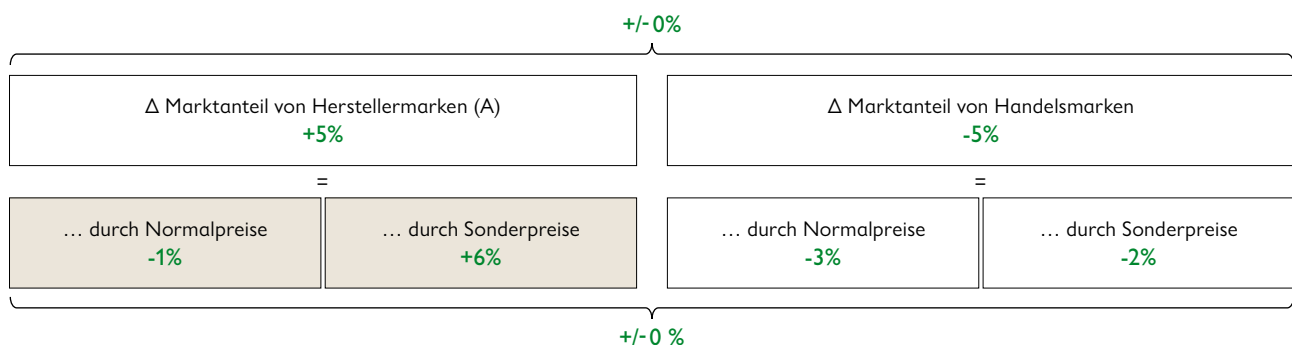 +/-0%
Δ Marktanteil von Herstellermarken (A)
+5%
Δ Marktanteil von Handelsmarken
-5%
=
=
... durch Normalpreise
-1%
... durch Sonderpreise
+6%
... durch Normalpreise
-3%
... durch Sonderpreise
-2%
+/-0 %